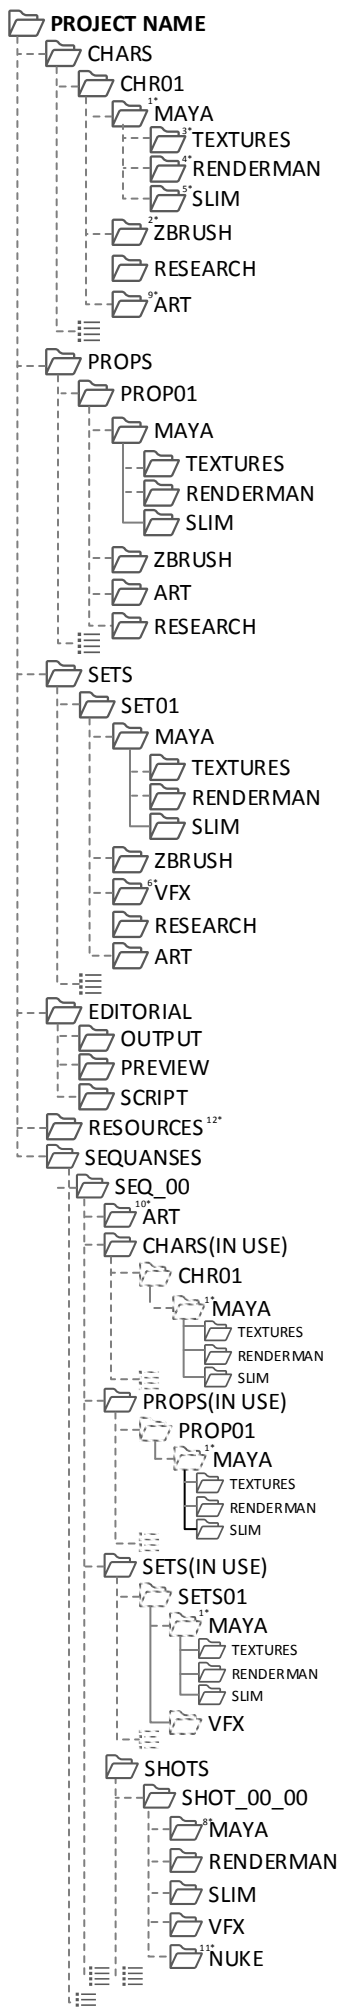 PROJECT NAME
CHARS
CHR01
1* MAYA
3* TEXTURES
4* RENDERMAN
5* SLIM
2* ZBRUSH
RESEARCH
9* ART
PROPS
PROP01
MAYA
TEXTURES
RENDERMAN
SLIM
ZBRUSH
ART
RESEARCH
SETS
SET01
MAYA
TEXTURES
RENDERMAN
SLIM
ZBRUSH
6* VFX
RESEARCH
ART
EDITORIAL
OUTPUT
PREVIEW
SCRIPT
RESOURCES 12*
SEQUANSES
SEQ_00
10* ART
CHARS(IN USE)
CHR01
1* MAYA
TEXTURES
RENDERMAN
SLIM
PROPS(IN USE)
PROP01
1* MAYA
TEXTURES
RENDERMAN
SLIM
SETS(IN USE)
SETS01
1* MAYA
TEXTURES
RENDERMAN
SLIM
VFX
SHOTS
SHOT_00_00
8* MAYA
RENDERMAN
SLIM
VFX
11* NUKE